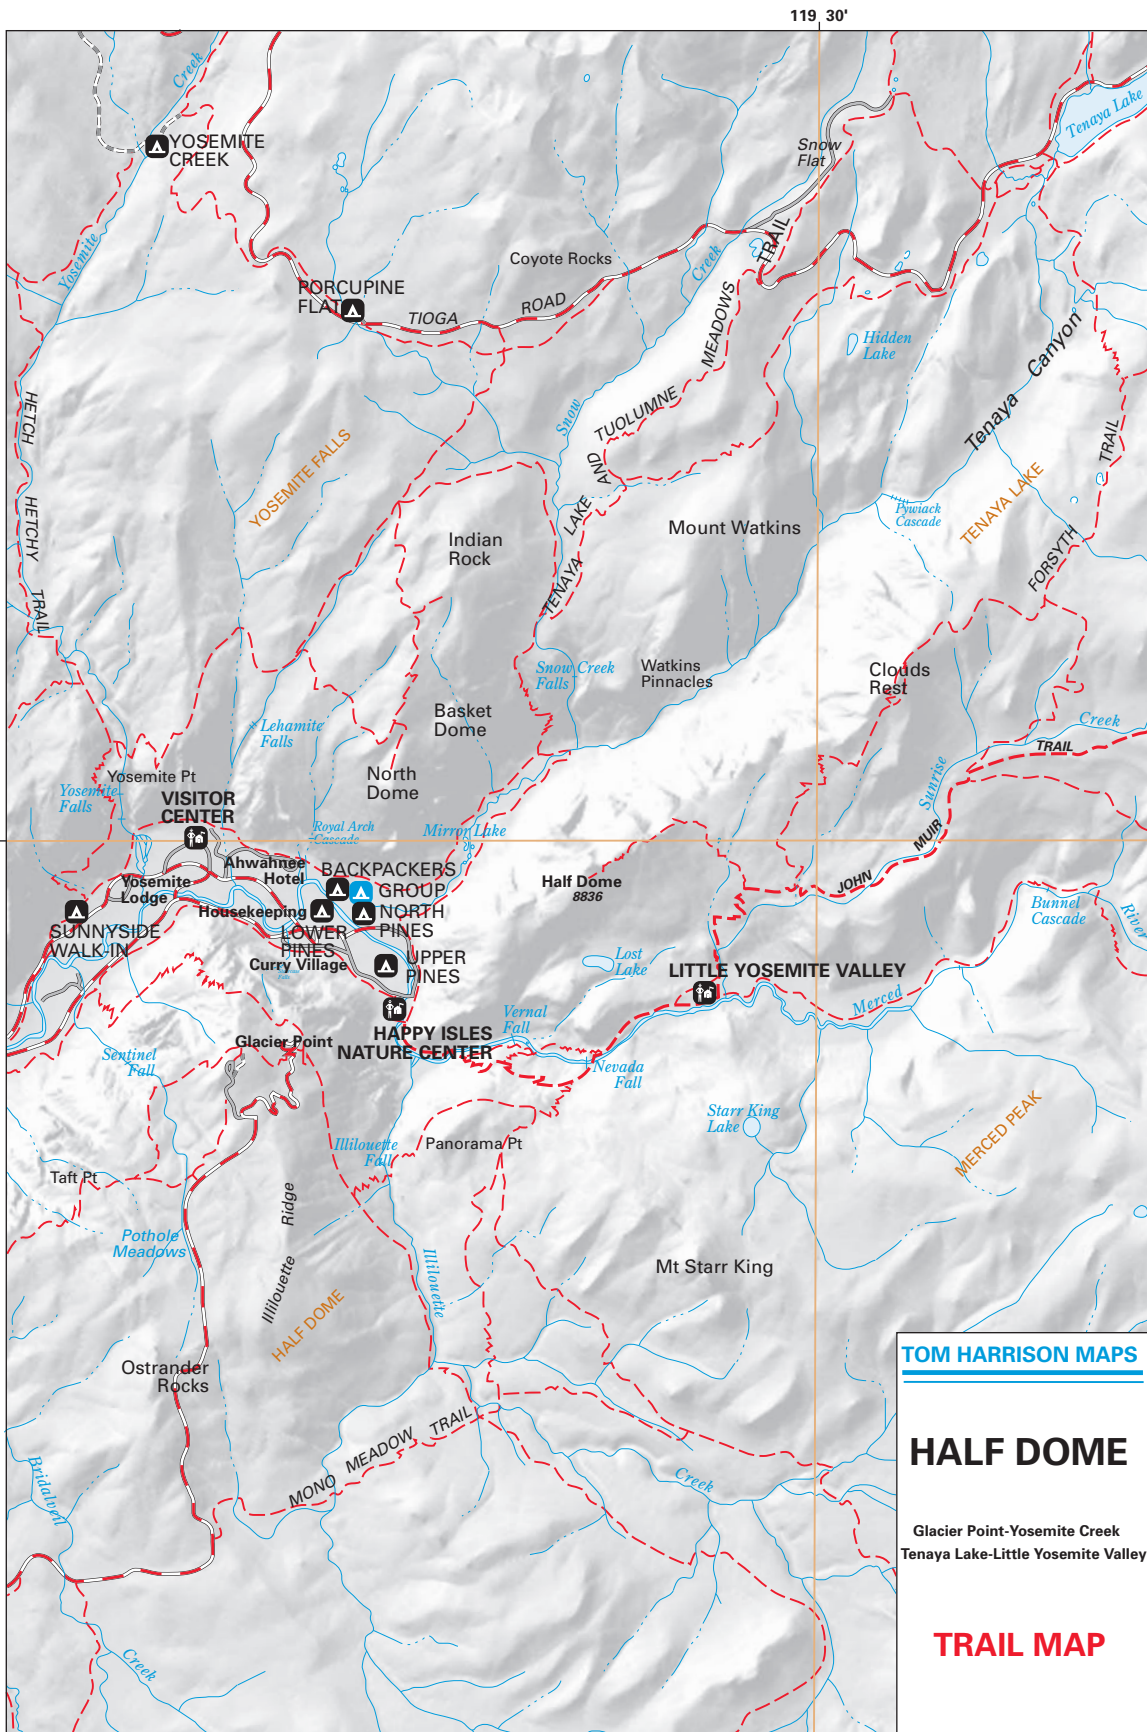 119 30'
Creek
Tenaya Lake
YOSEMITE
CREEK
Snow
Flat
Yosemite
Creek
TRAIL
Coyote Rocks
PORCUPINE
FLAT
TIOGA
ROAD
MEADOWS
Hidden
Lake
Canyon
Tenaya
HETCH
HETCHY
TRAIL
Snow
TUOLUMNE
AND
LAKE
TENAYA
YOSEMITE FALLS
TRAIL
FORSYTH
TENAYA LAKE
Pywiack
Cascade
Mount Watkins
Indian
Rock
Snow Creek
Falls
Watkins
Pinnacles
Clouds
Rest
Basket
Dome
Lehamite
Falls
Creek
TRAIL
Sunrise
North
Dome
Yosemite Pt
Yosemite
Falls
VISITOR
CENTER
Royal Arch
Cascade
Mirror Lake
MUIR
JOHN
Ahwahnee
Hotel
BACKPACKERS
GROUP
Half Dome
8836
Yosemite
Lodge
Housekeeping
NORTH
PINES
Bunnel
Cascade
River
SUNNYSIDE
WALK-IN
LOWER
PINES
Curry Village
UPPER
PINES
Lost
Lake
LITTLE YOSEMITE VALLEY
Merced
Vernal
Fall
HAPPY ISLES
NATURE CENTER
Glacier Point
Sentinel
Fall
Nevada
Fall
Starr King
Lake
MERCED PEAK
Illilouette
Fall
Panorama Pt
Taft Pt
Ridge
Illilouette
Pothole
Meadows
Illilouette
Mt Starr King
HALF DOME
Ostrander
Rocks
MONO MEADOW TRAIL
Creek
Bridalveil
Creek
TOM HARRISON MAPS
HALF DOME
Glacier Point-Yosemite Creek
Tenaya Lake-Little Yosemite Valley
TRAIL MAP